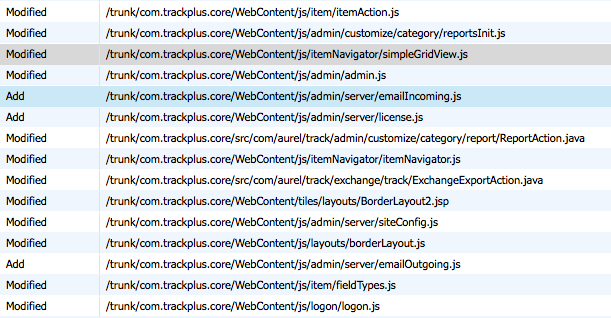 Modified /trunk/com.trackplus.core/WebContent/js/item/itemAction.js
Modified /trunk/com.trackplus.core/WebContent/js/admin/customize/category/reportsInit.js
Modified /trunk/com.trackplus.core/WebContent/js/itemNavigator/simpleGridView.js
Modified /trunk/com.trackplus.core/WebContent/js/admin/admin.js
Add /trunk/com.trackplus.core/WebContent/js/admin/server/emailIncoming.js
Add /trunk/com.trackplus.core/WebContent/js/admin/server/license.js
Modified /trunk/com.trackplus.core/src/com/aurel/track/admin/customize/category/report/ReportAction.java
Modified /trunk/com.trackplus.core/WebContent/js/itemNavigator/itemNavigator.js
Modified /trunk/com.trackplus.core/src/com/aurel/track/exchange/track/ExchangeExportAction.java
Modified /trunk/com.trackplus.core/WebContent/tiles/layouts/BorderLayout2.jsp
Modified /trunk/com.trackplus.core/WebContent/js/admin/server/siteConfig.js
Modified /trunk/com.trackplus.core/WebContent/js/layouts/borderLayout.js
Add /trunk/com.trackplus.core/WebContent/js/admin/server/emailOutgoing.js
Modified /trunk/com.trackplus.core/WebContent/js/item/fieldTypes.js
Modified /trunk/com.trackplus.core/WebContent/js/logon/logon.js